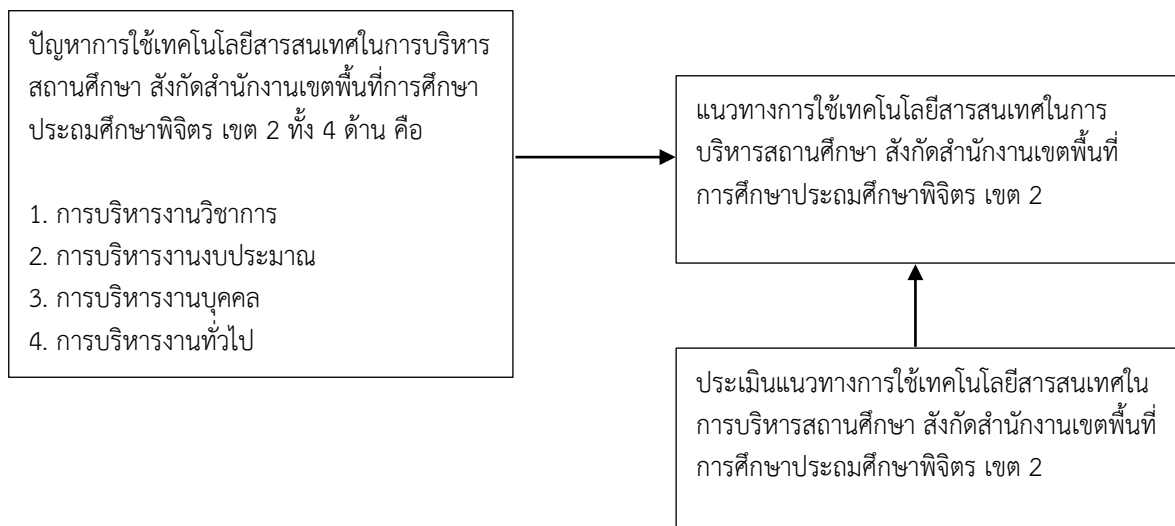 ปัญหาการใช้เทคโนโลยีสารสนเทศในการบริหาร
สถานศึกษา สังกัดสำนักงานเขตพื้นที่การศึกษา
ประถมศึกษาพิจิตร เขต 2 ทั้ง 4 ด้าน คือ
1. การบริหารงานวิชาการ
2. การบริหารงานงบประมาณ
3. การบริหารงานบุคคล
4. การบริหารงานทั่วไป
แนวทางการใช้เทคโนโลยีสารสนเทศในการ
บริหารสถานศึกษา สังกัดสำนักงานเขตพื้นที่
การศึกษาประถมศึกษาพิจิตร เขต 2
ประเมินแนวทางการใช้เทคโนโลยีสารสนเทศใน
การบริหารสถานศึกษา สังกัดสำนักงานเขตพื้นที่
การศึกษาประถมศึกษาพิจิตร เขต 2